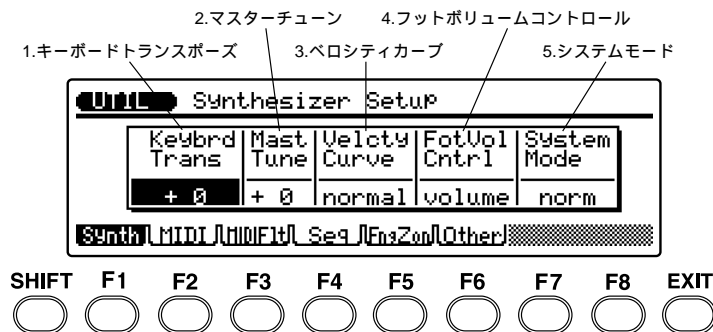 2.マスターチューン 4.フットボリュームコントロール
1.キーボードトランスポーズ 3.ベロシティカーブ 5.システムモード
UTIL Synthesizer Setup
Keybrd Mast Velcty FotVol System
Trans Tune Curve Cntrl Mode
+ 0 + 0 normal volume norm
Synth MIDI MIDIFlt Seq EngZon Other
SHIFT F1 F2 F3 F4 F5 F6 F7 F8 EXIT